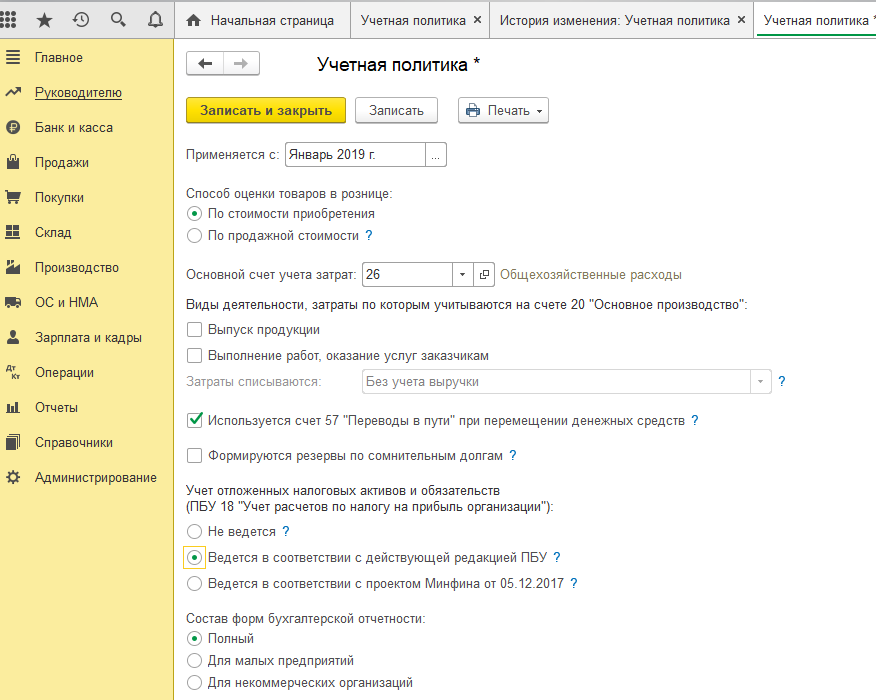 Начальная страница
Учетная политика ×
История изменения: Учетная политика ×
Учетная политика *
Главное
Руководителю
Банк и касса
Продажи
Покупки
Склад
Производство
ОС и НМА
Зарплата и кадры
Дт Кт Операции
Отчеты
Справочники
Администрирование
Учетная политика *
Записать и закрыть
Записать
Печать
Применяется с: Январь 2019 г. ...
Способ оценки товаров в рознице:
По стоимости приобретения
По продажной стоимости ?
Основной счет учета затрат: 26 Общехозяйственные расходы
Виды деятельности, затраты по которым учитываются на счете 20 "Основное производство":
Выпуск продукции
Выполнение работ, оказание услуг заказчикам
Затраты списываются: Без учета выручки ?
Используется счет 57 "Переводы в пути" при перемещении денежных средств ?
Формируются резервы по сомнительным долгам ?
Учет отложенных налоговых активов и обязательств
(ПБУ 18 "Учет расчетов по налогу на прибыль организации"):
Не ведется ?
Ведется в соответствии с действующей редакцией ПБУ ?
Ведется в соответствии с проектом Минфина от 05.12.2017 ?
Состав форм бухгалтерской отчетности:
Полный
Для малых предприятий
Для некоммерческих организаций